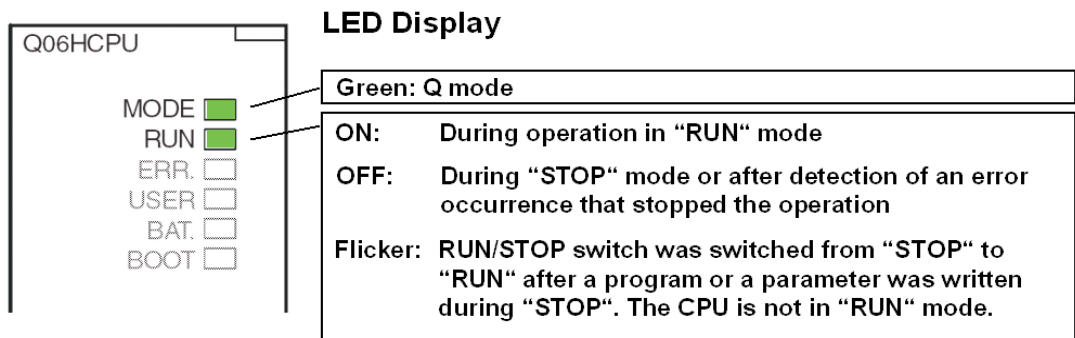 LED Display
Q06HCPU
MODE
RUN
ERR.
USER
BAT.
BOOT
Green: Q mode
ON: During operation in “RUN“ mode
OFF: During “STOP“ mode or after detection of an error
occurrence that stopped the operation
Flicker: RUN/STOP switch was switched from “STOP“ to
“RUN“ after a program or a parameter was written
during “STOP“. The CPU is not in “RUN“ mode.